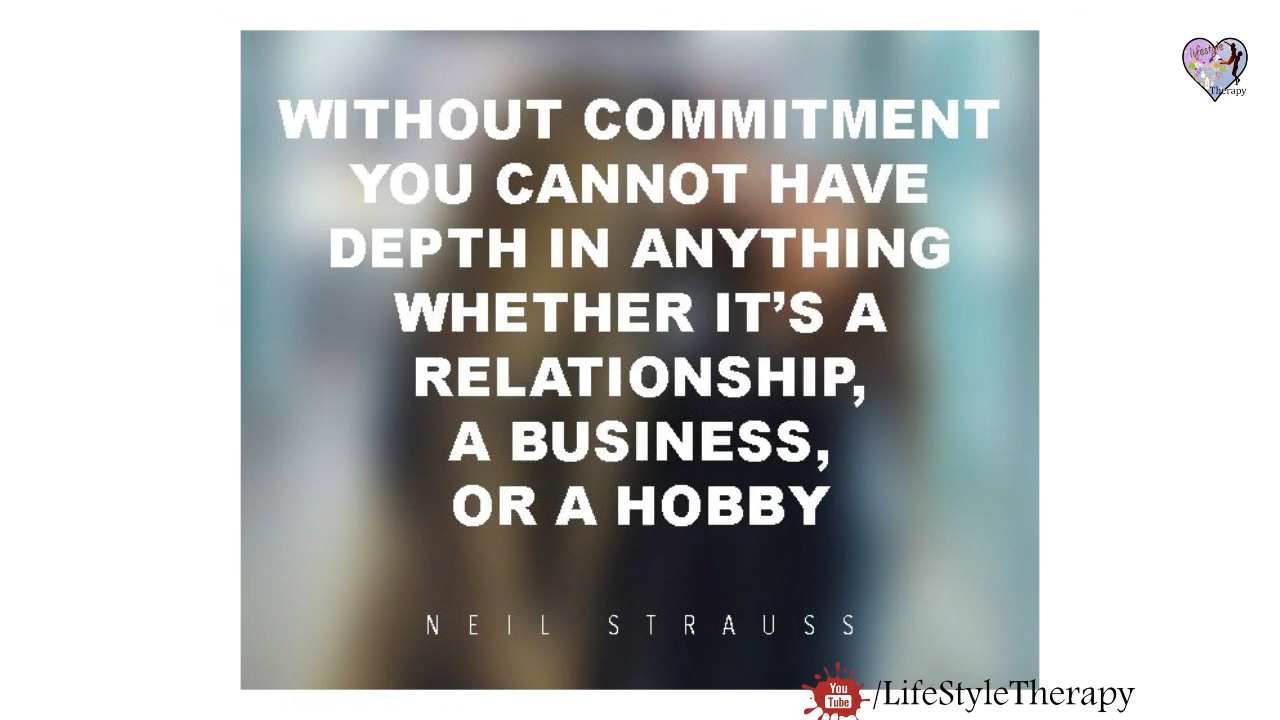 lifestyle
Therapy
WITHOUT COMMITMENT
YOU CANNOT HAVE
DEPTH IN ANYTHING
WHETHER IT’S A
RELATIONSHIP,
A BUSINESS,
OR A HOBBY
NEIL STRAUSS
You
Tube
/LifeStyleTherapy